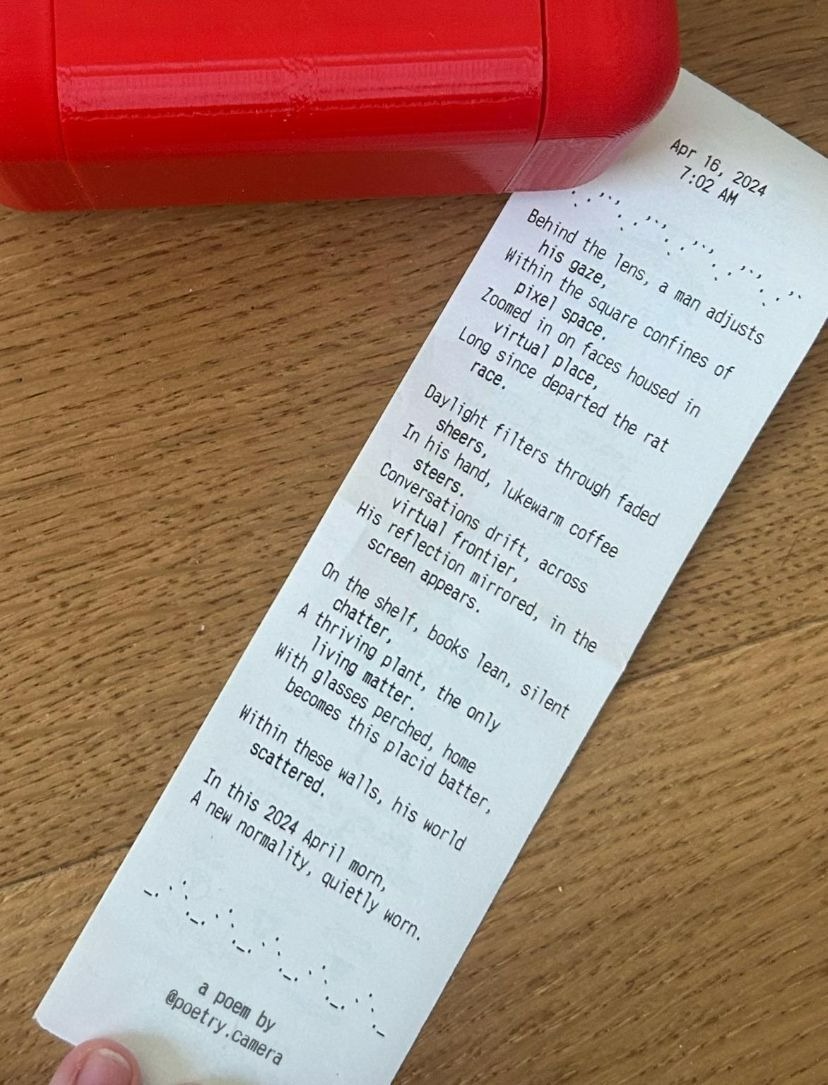 Apr 16, 2024
7:02 AM
Behind the lens, a man adjusts
his gaze,
Within the square confines of
pixel space.
Zoomed in on faces housed in
virtual place,
Long since departed the rat
race.
Daylight filters through faded
sheers,
In his hand, lukewarm coffee
steers.
Conversations drift, across
virtual frontier,
His reflection mirrored, in the
screen appears.
On the shelf, books lean, silent
chatter,
A thriving plant, the only
living matter.
With glasses perched, home
becomes this placid batter,
Within these walls, his world
scattered.
In this 2024 April morn,
A new normality, quietly worn.
a poem by
@poetry.camera